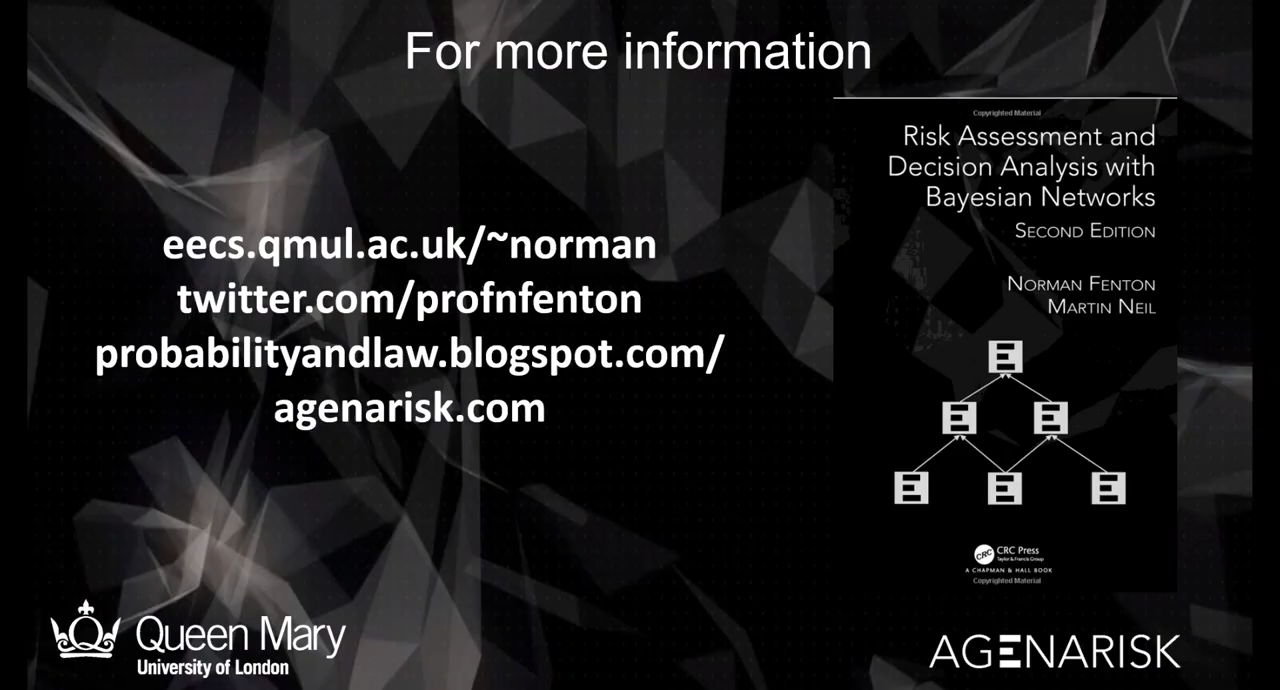 For more information
eecs.qmul.ac.uk/~norman
twitter.com/profnfenton
probabilityandlaw.blogspot.com/
agenarisk.com
Copyrighted Material
Risk Assessment and
Decision Analysis with
Bayesian Networks
Second Edition
Norman Fenton
Martin Neil
CRC
CRC Press
Taylor & Francis Group
A CHAPMAN & HALL BOOK
Copyrighted Material
Queen Mary
University of London
AGENARISK